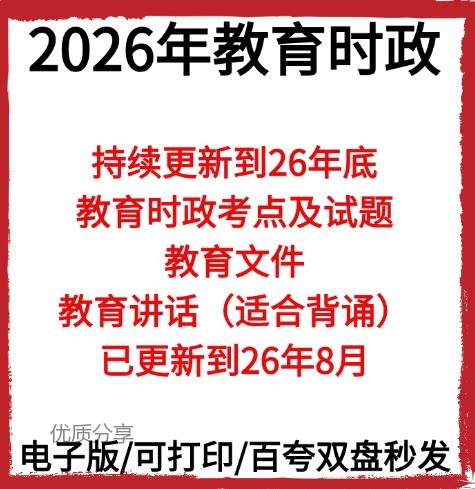 2026年教育时政
持续更新到26年底
教育时政考点及试题
教育文件
教育讲话（适合背诵）
已更新到26年8月
优质分享
电子版/可打印/百夸双盘秒发